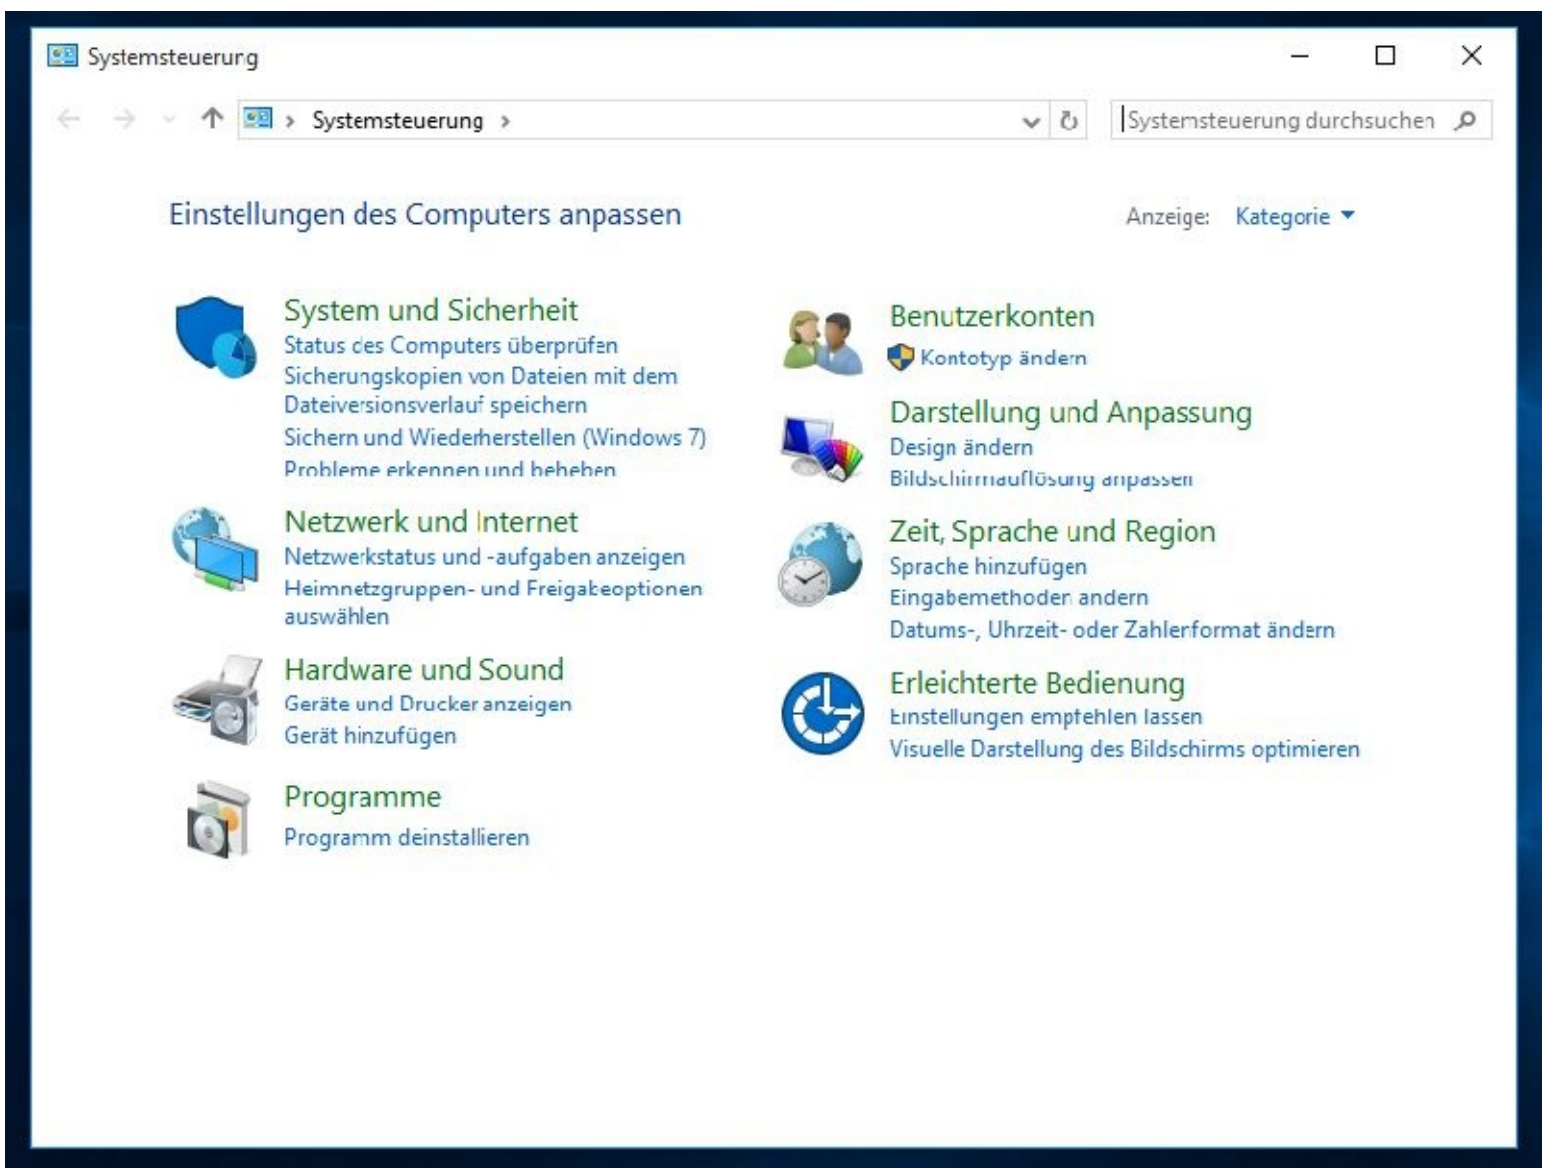 Systemsteuerung
Systemsteuerung
Systemsteuerung durchsuchen
Einstellungen des Computers anpassen
Anzeige: Kategorie
System und Sicherheit
Status des Computers überprüfen
Sicherungskopien von Dateien mit dem
Dateiversionsverlauf speichern
Sichern und Wiederherstellen (Windows 7)
Probleme erkennen und beheben
Netzwerk und Internet
Netzwerkstatus und -aufgaben anzeigen
Heimnetzgruppen- und Freigabeoptionen
auswählen
Hardware und Sound
Geräte und Drucker anzeigen
Gerät hinzufügen
Programme
Programm deinstallieren
Benutzerkonten
Kontotyp ändern
Darstellung und Anpassung
Design ändern
Bildschirmauflösung anpassen
Zeit, Sprache und Region
Sprache hinzufügen
Eingabemethoden ändern
Datums-, Uhrzeit- oder Zahlenformat ändern
Erleichterte Bedienung
Einstellungen empfehlen lassen
Visuelle Darstellung des Bildschirms optimieren